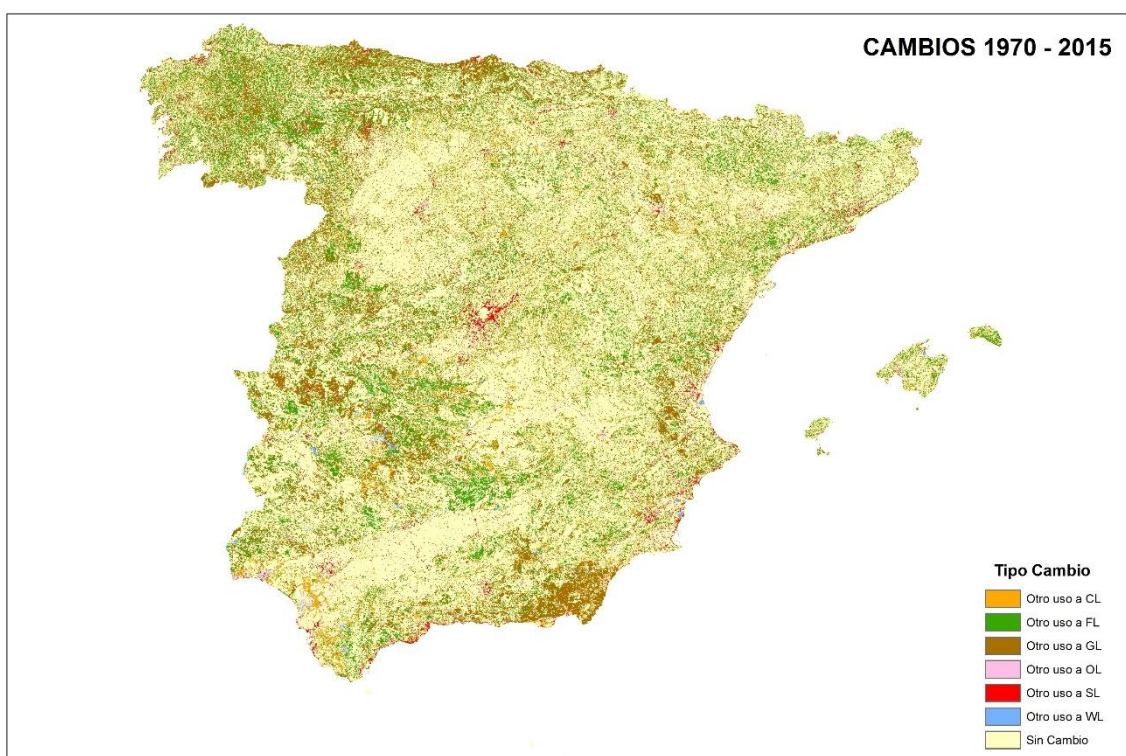 CAMBIOS 1970 - 2015
Tipo Cambio
Otro uso a CL
Otro uso a FL
Otro uso a GL
Otro uso a OL
Otro uso a SL
Otro uso a WL
Sin Cambio